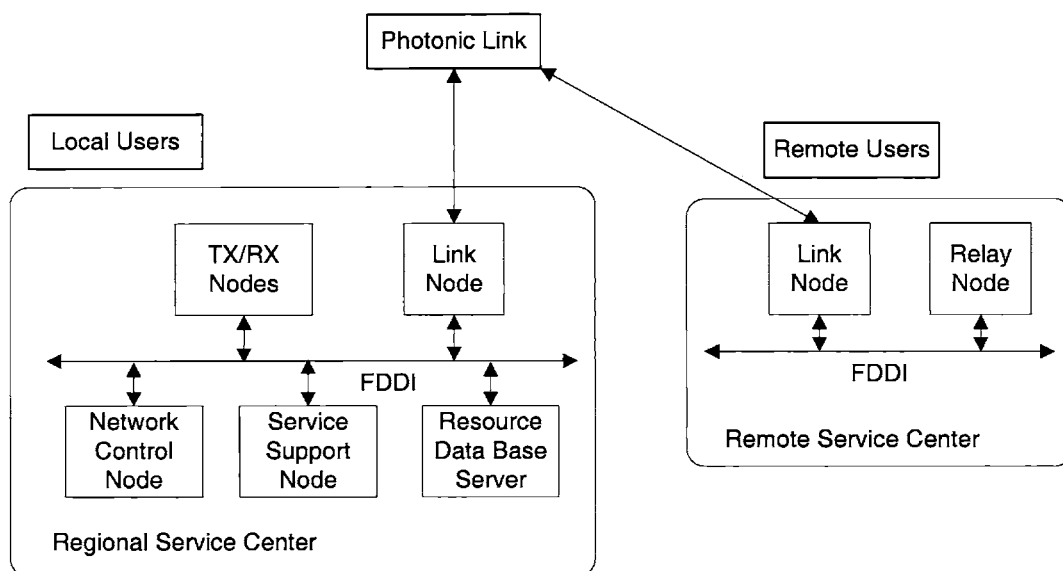 Photonic Link
Local Users
Remote Users
TX/RX
Nodes
Link
Node
FDDI
Network
Control
Node
Service
Support
Node
Resource
Data Base
Server
Regional Service Center
Link
Node
Relay
Node
FDDI
Remote Service Center